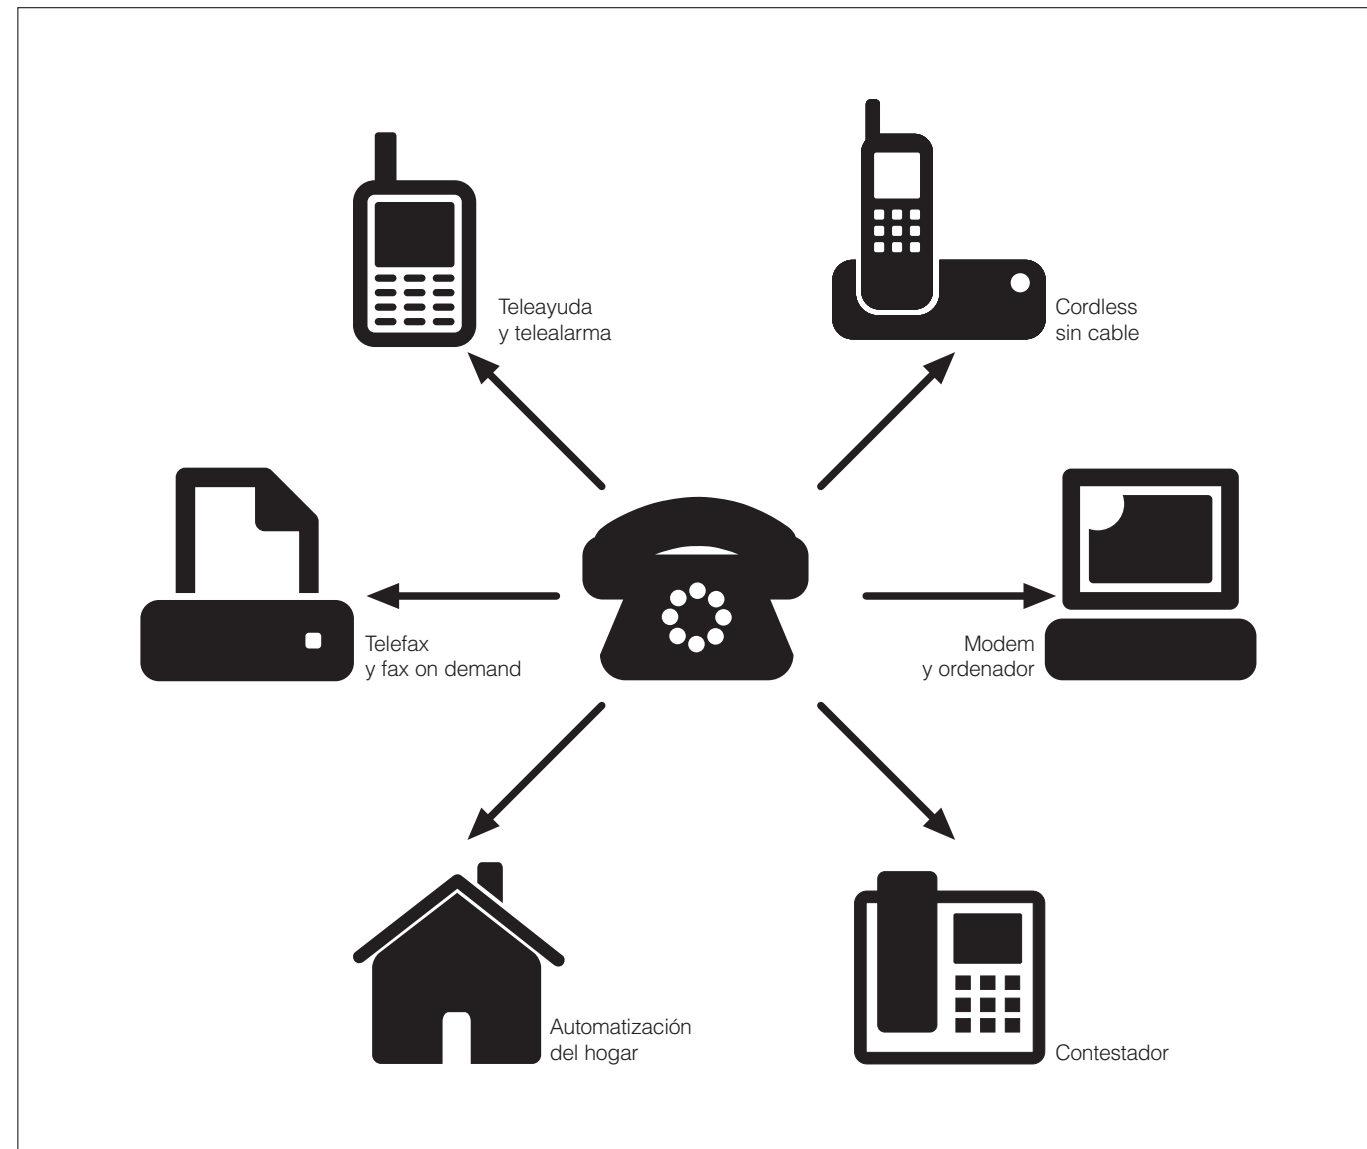 Teleayuda
y telealarma
Cordless
sin cable
Telefax
y fax on demand
Modem
y ordenador
Automatización
del hogar
Contestador